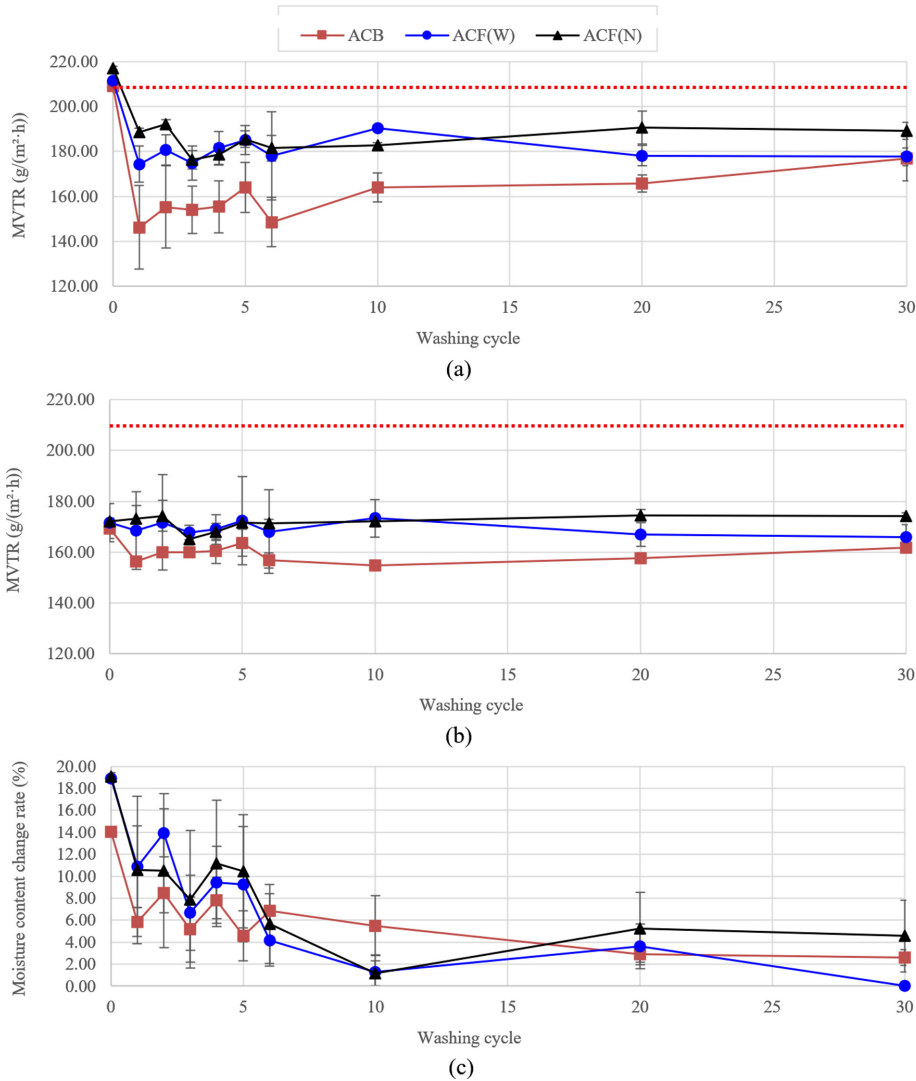 ACB ACF(W) ACF(N)
MVTR (g/(m²·h))
220.00
200.00
180.00
160.00
140.00
120.00
0 5 10 15 20 25 30
Washing cycle
(a)
MVTR (g/(m²·h))
220.00
200.00
180.00
160.00
140.00
120.00
0 5 10 15 20 25 30
Washing cycle
(b)
Moisture content change rate (%)
20.00
18.00
16.00
14.00
12.00
10.00
8.00
6.00
4.00
2.00
0.00
0 5 10 15 20 25 30
Washing cycle
(c)